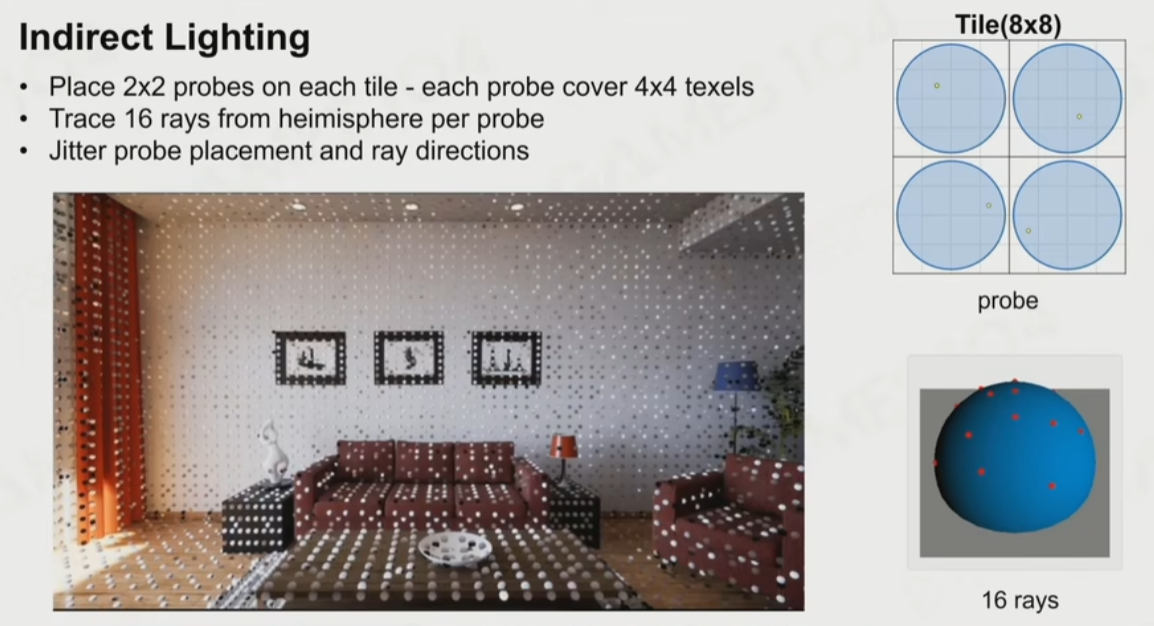 Indirect Lighting
• Place 2x2 probes on each tile - each probe cover 4x4 texels
• Trace 16 rays from heimisphere per probe
• Jitter probe placement and ray directions
Tile(8x8)
probe
16 rays